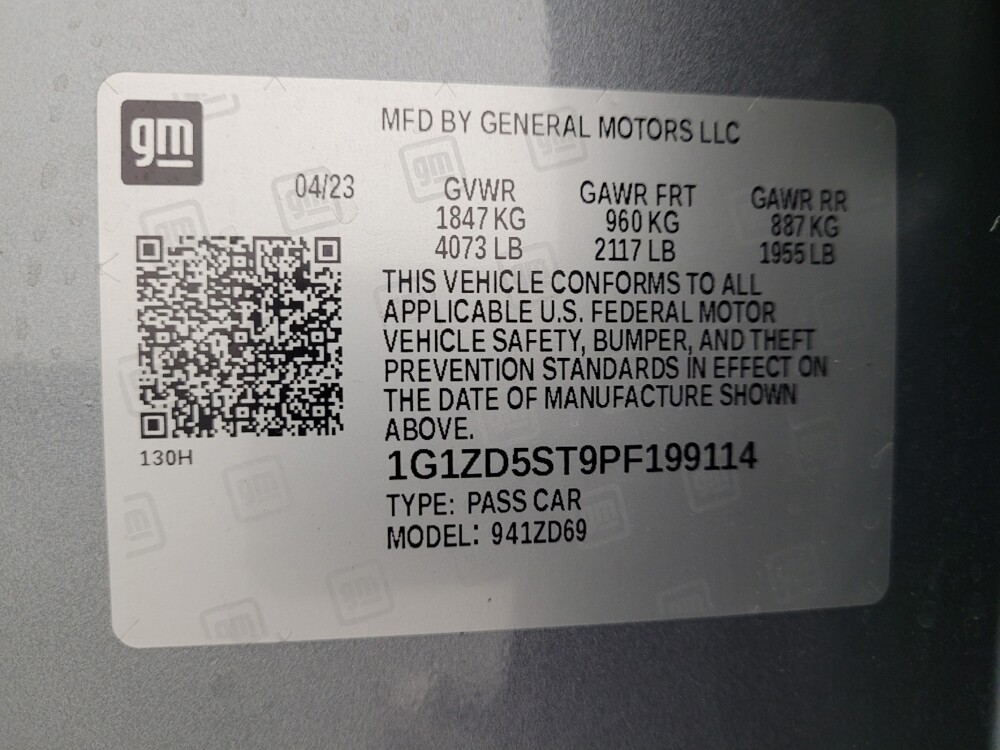 gm
MFD BY GENERAL MOTORS LLC
04/23
GVWR GAWR FRT GAWR RR
1847 KG 960 KG 887 KG
4073 LB 2117 LB 1955 LB
THIS VEHICLE CONFORMS TO ALL
APPLICABLE U.S. FEDERAL MOTOR
VEHICLE SAFETY, BUMPER, AND THEFT
PREVENTION STANDARDS IN EFFECT ON
THE DATE OF MANUFACTURE SHOWN
ABOVE.
130H
1G1ZD5ST9PF199114
TYPE: PASS CAR
MODEL: 941ZD69